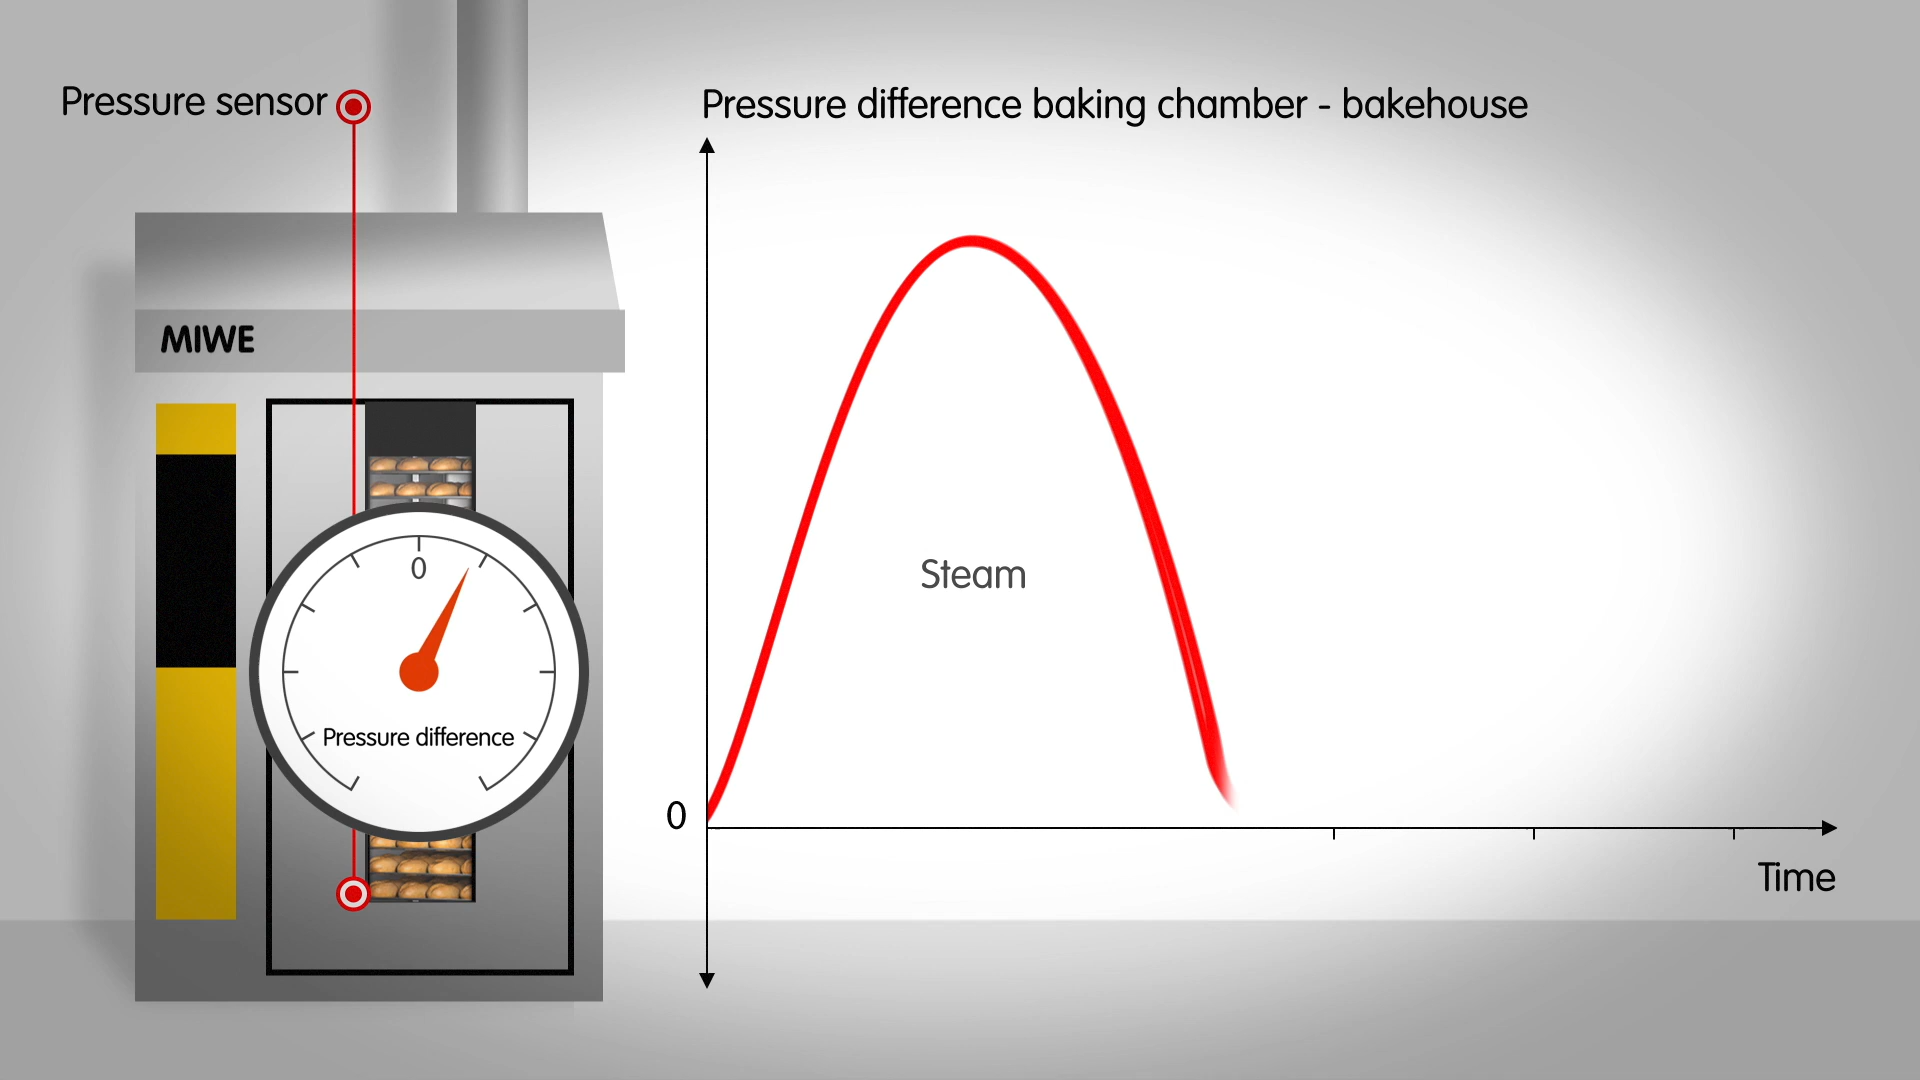 Pressure sensor
Pressure difference baking chamber - bakehouse
MIWE
0
Pressure difference
Steam
0
Time